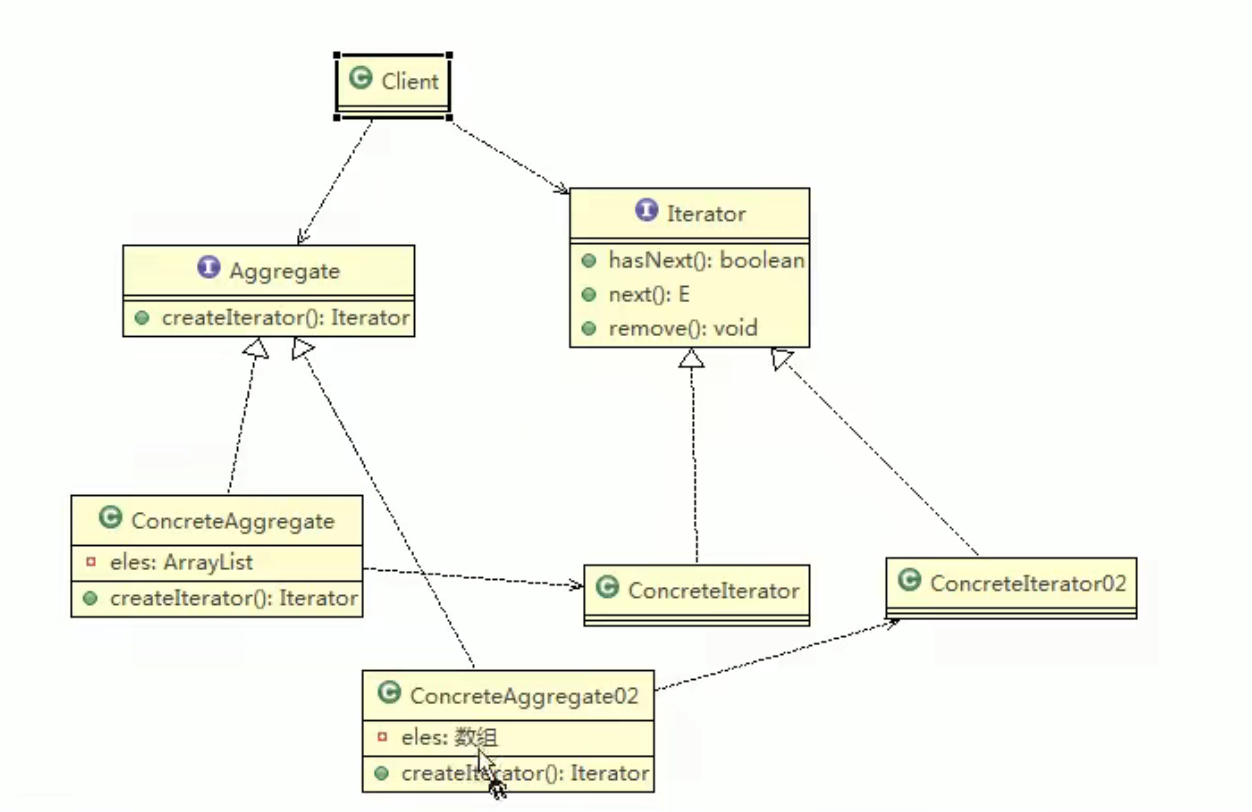 Client
Iterator
hasNext(): boolean
next(): E
remove(): void
Aggregate
createIterator(): Iterator
ConcreteAggregate
eles: ArrayList
createIterator(): Iterator
ConcreteIterator
ConcreteIterator02
ConcreteAggregate02
eles: 数组
createIterator(): Iterator